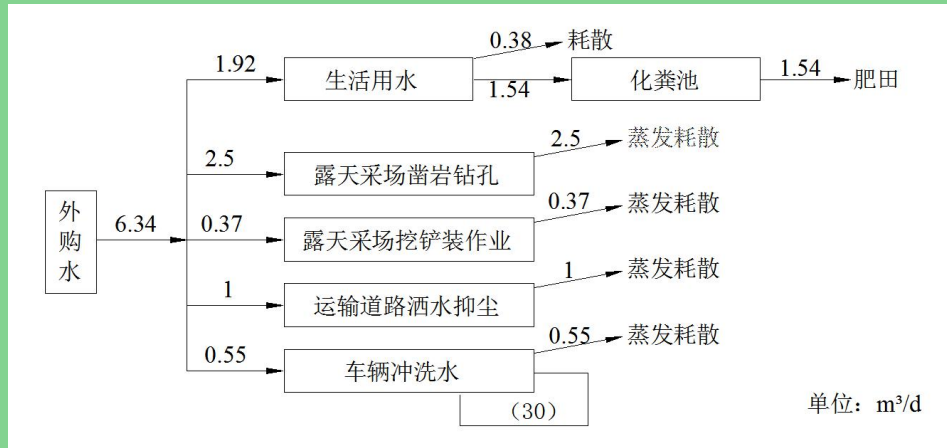 0.38
耗散
1.92
生活用水
1.54
化粪池
1.54
肥田
2.5
露天采场凿岩钻孔
2.5
蒸发耗散
外购水
6.34
0.37
露天采场挖铲装作业
0.37
蒸发耗散
1
运输道路洒水抑尘
1
蒸发耗散
0.55
车辆冲洗水
0.55
蒸发耗散
（30）
单位：m³/d